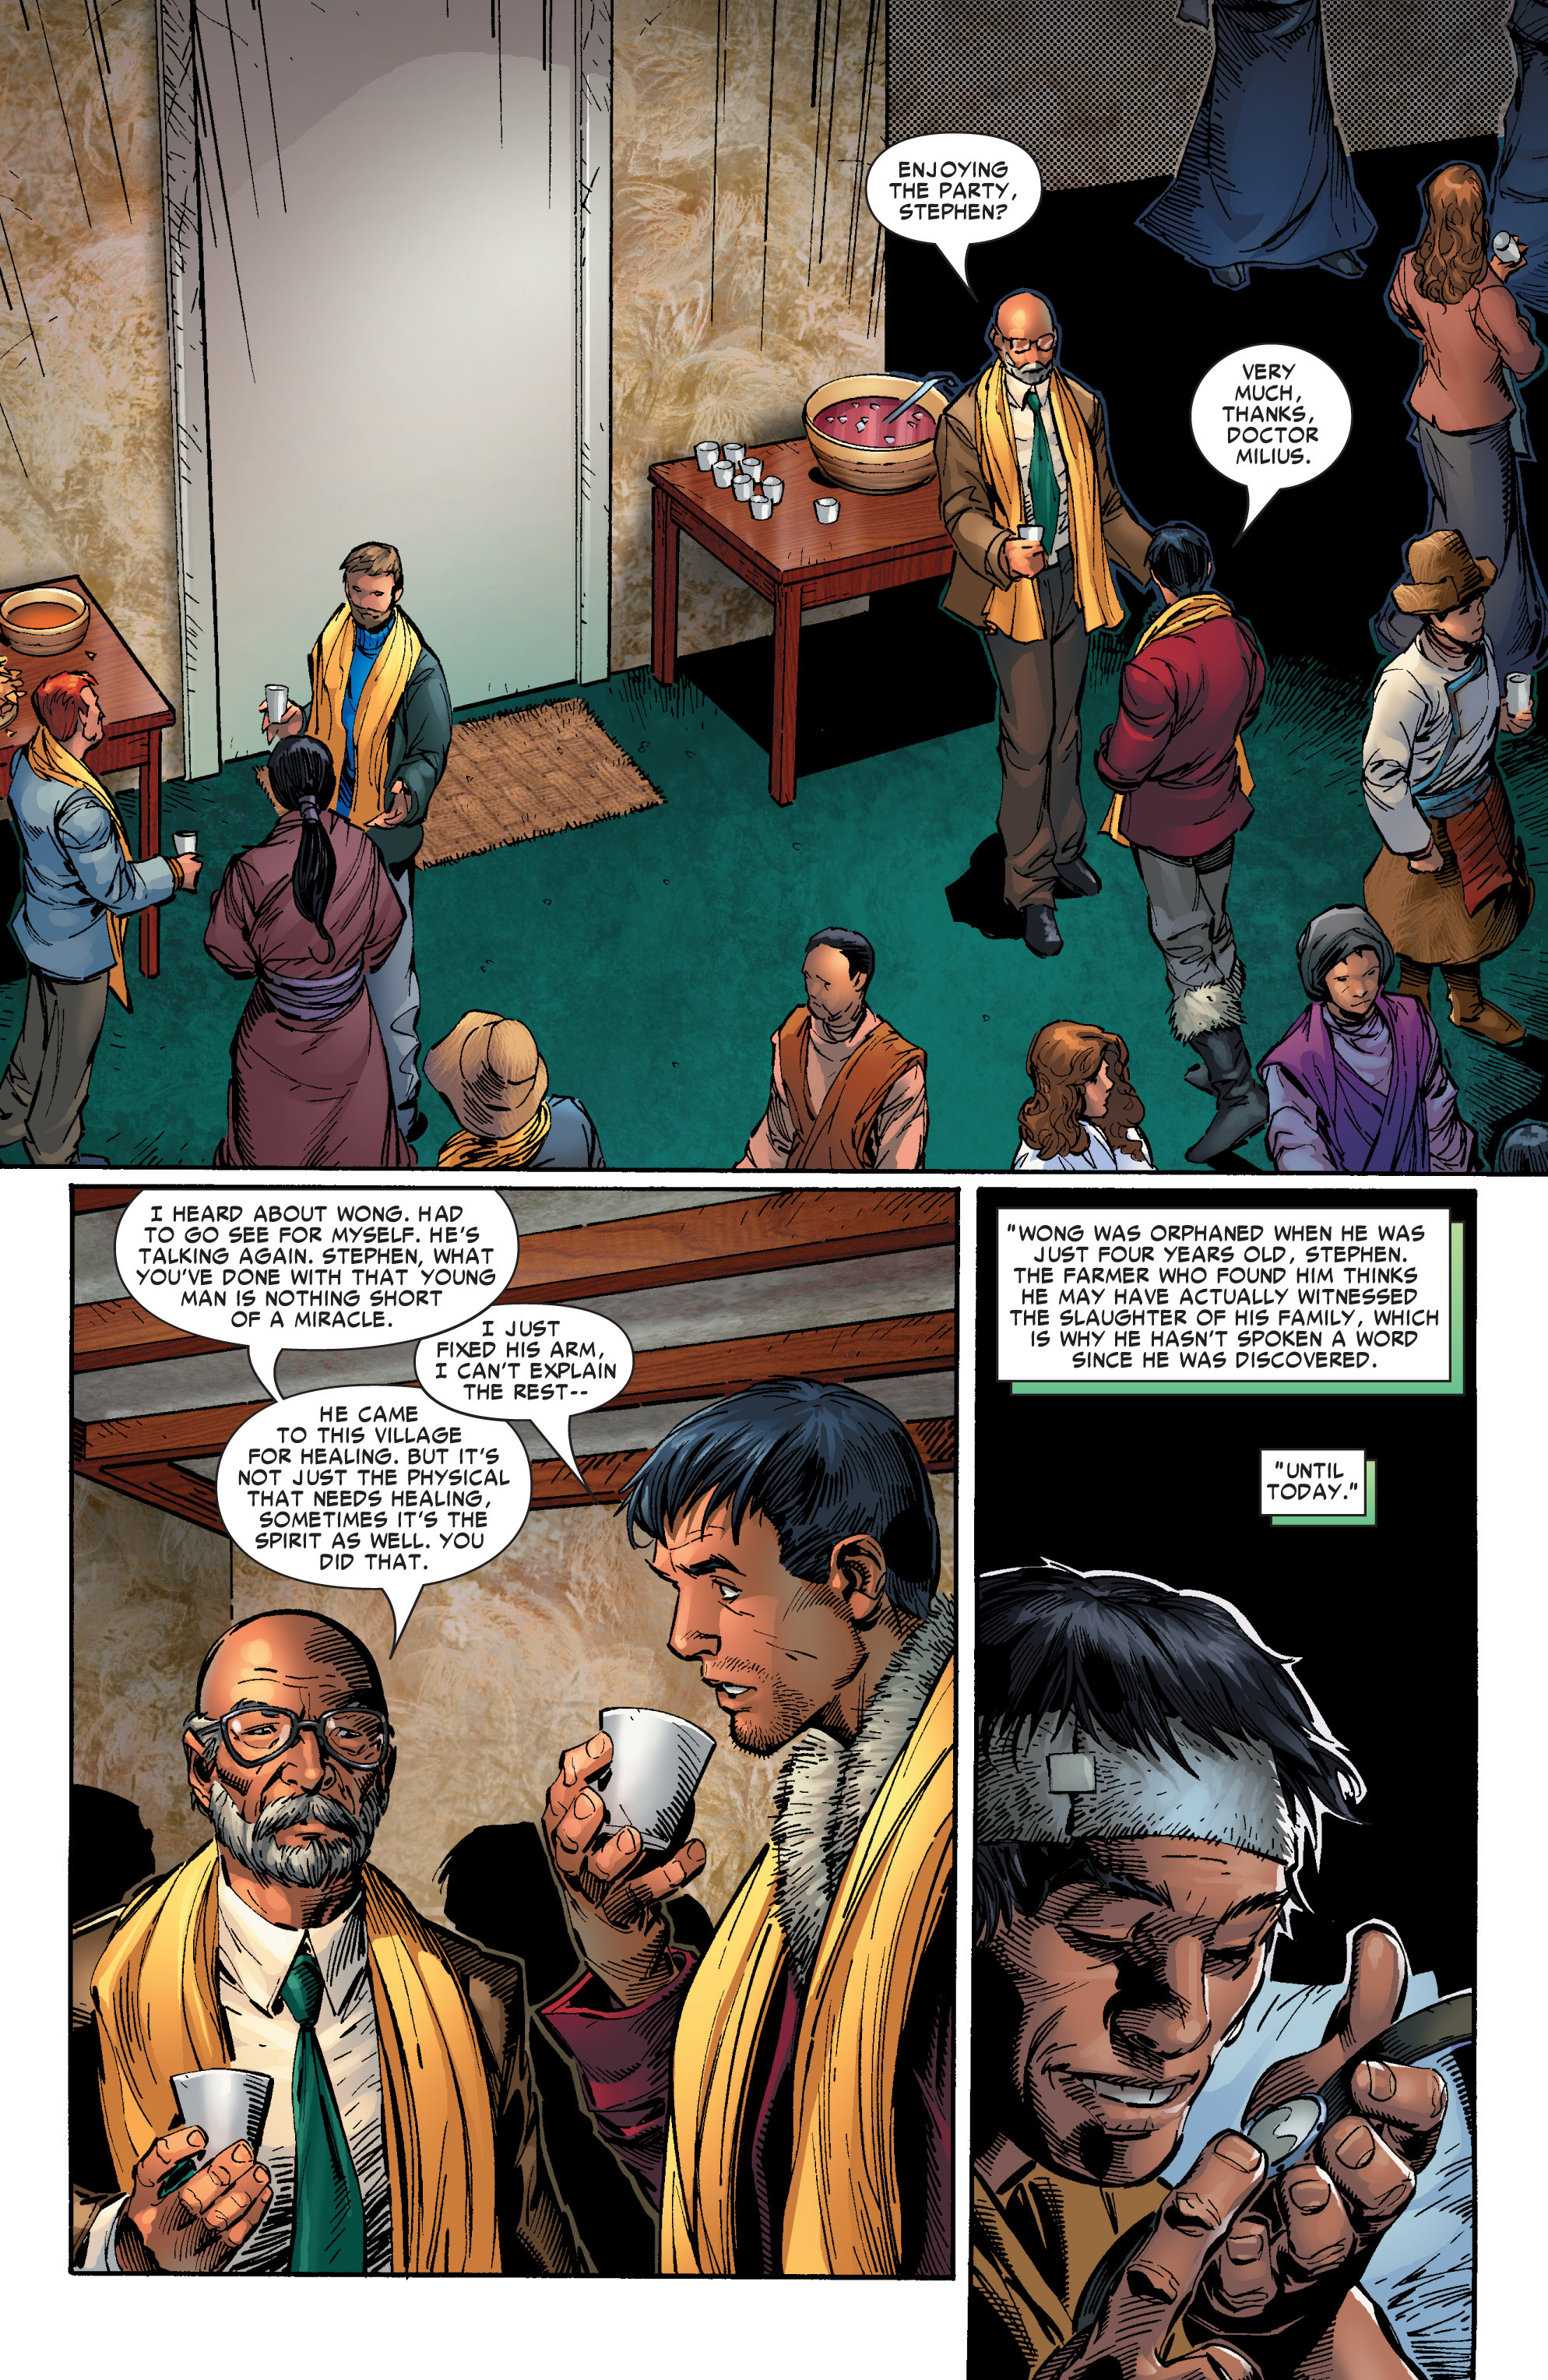 ENJOYING
THE PARTY,
STEPHEN?
VERY
MUCH,
THANKS,
DOCTOR
MILIUS.
I HEARD ABOUT WONG. HAD
TO GO SEE FOR MYSELF. HE'S
TALKING AGAIN. STEPHEN, WHAT
YOU'VE DONE WITH THAT YOUNG
MAN IS NOTHING SHORT
OF A MIRACLE.
I JUST
FIXED HIS ARM,
I CAN'T EXPLAIN
THE REST--
HE CAME
TO THIS VILLAGE
FOR HEALING. BUT IT'S
NOT JUST THE PHYSICAL
THAT NEEDS HEALING,
SOMETIMES IT'S THE
SPIRIT AS WELL. YOU
DID THAT.
"WONG WAS ORPHANED WHEN HE WAS
JUST FOUR YEARS OLD, STEPHEN.
THE FARMER WHO FOUND HIM THINKS
HE MAY HAVE ACTUALLY WITNESSED
THE SLAUGHTER OF HIS FAMILY, WHICH
IS WHY HE HASN'T SPOKEN A WORD
SINCE HE WAS DISCOVERED.
"UNTIL
TODAY."